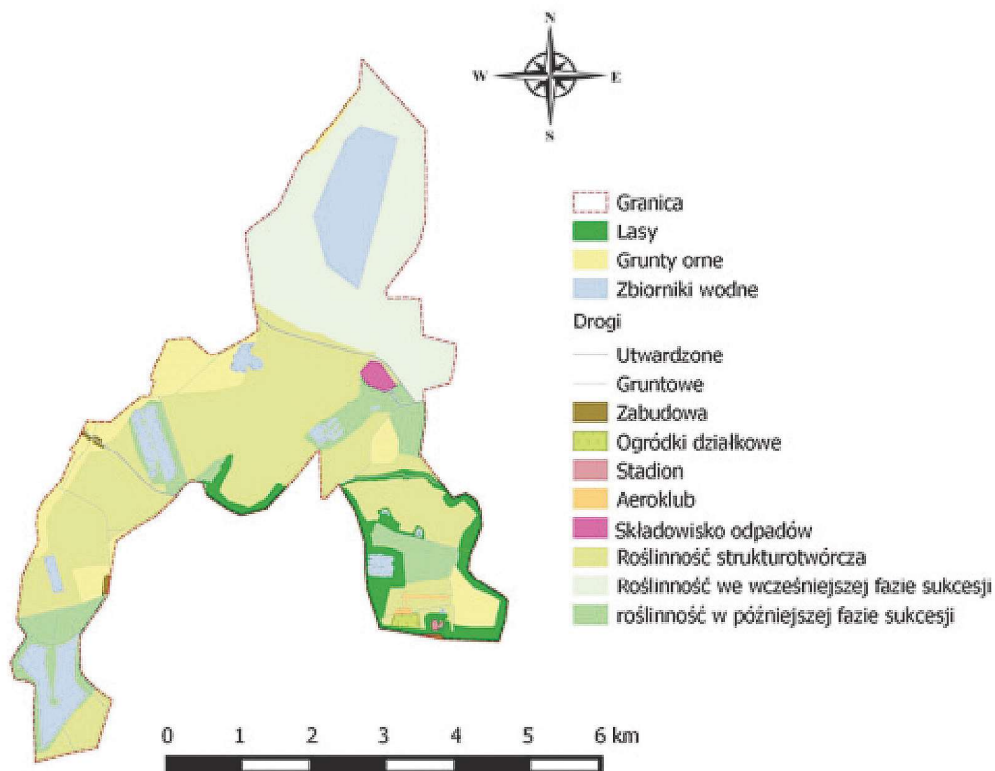 N
W E
S
Granica
Lasy
Grunty orne
Zbiorniki wodne
Drogi
Utwardzone
Gruntowe
Zabudowa
Ogródki działkowe
Stadion
Aeroklub
Składowisko odpadów
Roślinność strukturotwórcza
Roślinność we wcześniejszej fazie sukcesji
roślinność w późniejszej fazie sukcesji
0 1 2 3 4 5 6 km